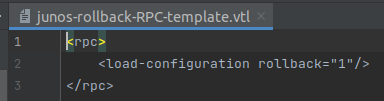 junos-rollback-RPC-template.vtl
1 <rpc>
2 <load-configuration rollback="1"/>
3 </rpc>